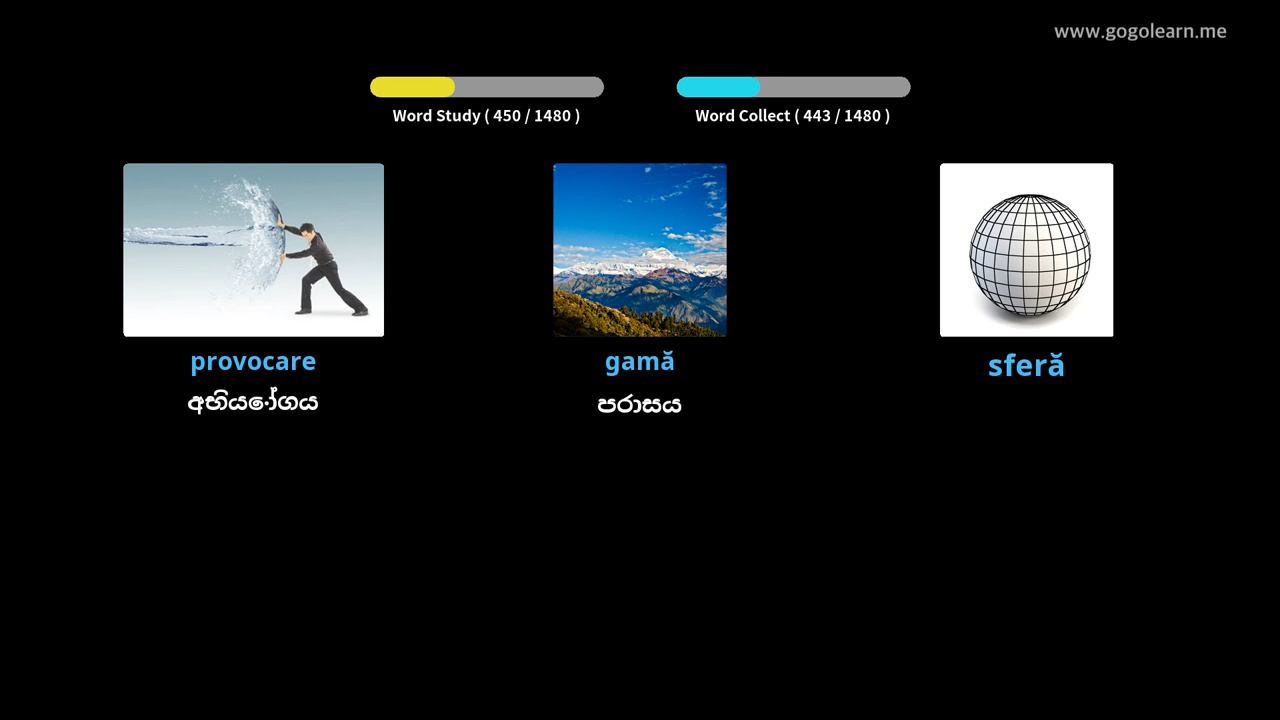 www.gogolearn.me
Word Study ( 450 / 1480 )
Word Collect ( 443 / 1480 )
provocare
gamă
sferă
අභියෝගය
පරාසය